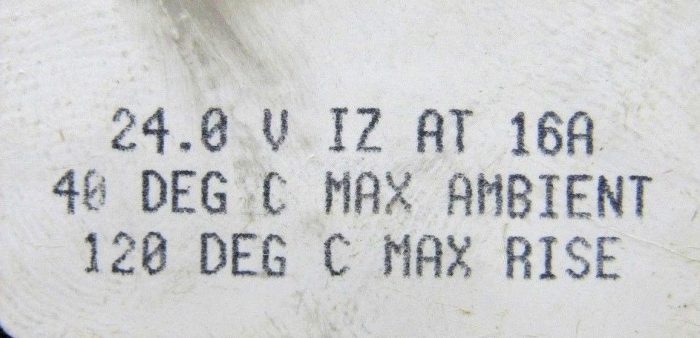 24.0 V IZ AT 16A
40 DEG C MAX AMBIENT
120 DEG C MAX RISE